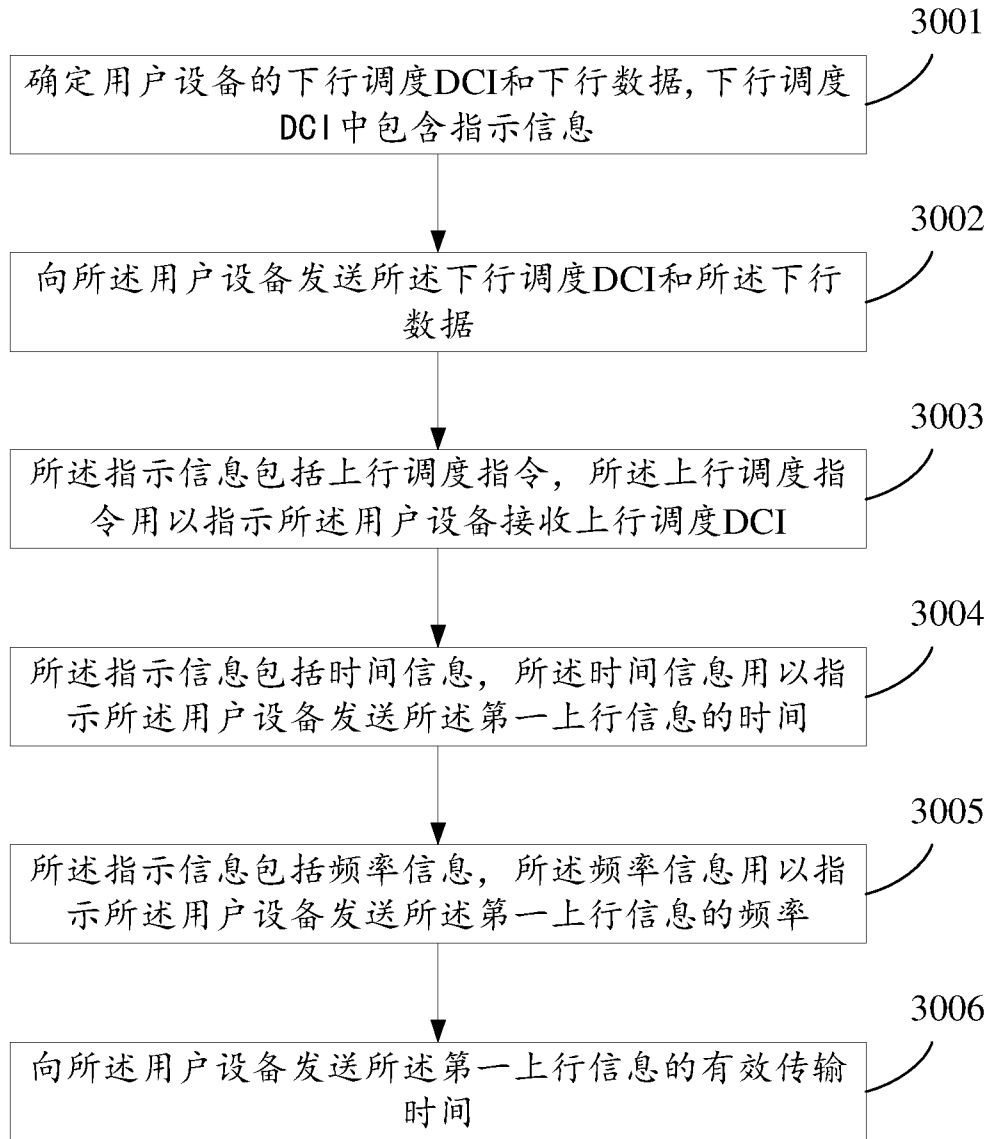 3001
确定用户设备的下行调度DCI和下行数据,下行调度
DCI中包含指示信息
3002
向所述用户设备发送所述下行调度DCI和所述下行
数据
3003
所述指示信息包括上行调度指令，所述上行调度指
令用以指示所述用户设备接收上行调度DCI
3004
所述指示信息包括时间信息，所述时间信息用以指
示所述用户设备发送所述第一上行信息的时间
3005
所述指示信息包括频率信息，所述频率信息用以指
示所述用户设备发送所述第一上行信息的频率
3006
向所述用户设备发送所述第一上行信息的有效传输
时间